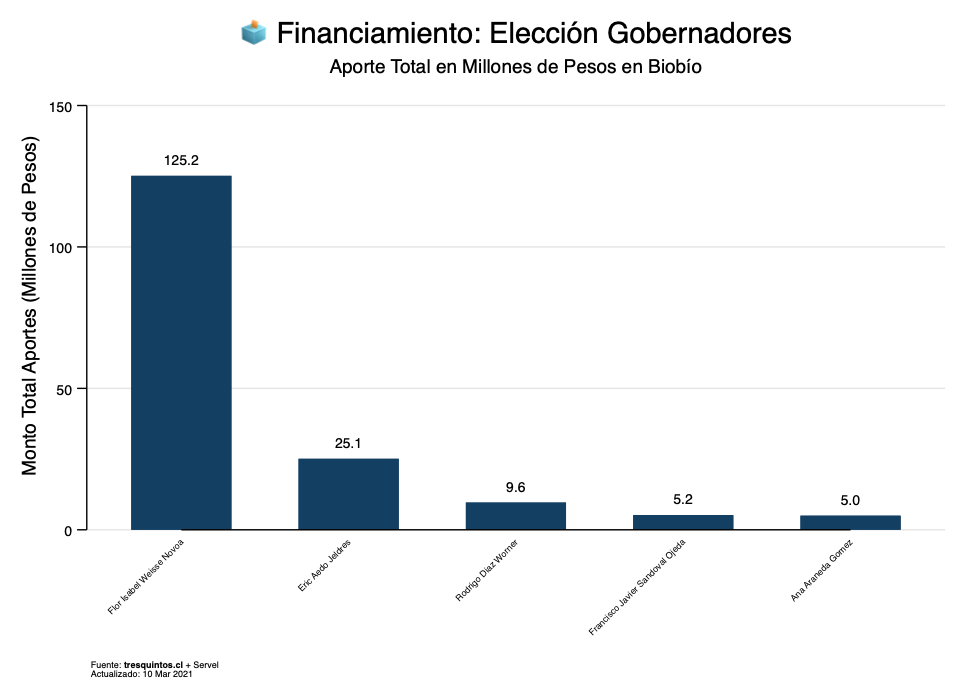 Financiamiento: Elección Gobernadores
Aporte Total en Millones de Pesos en Biobío
Monto Total Aportes (Millones de Pesos)
150
100
50
0
125.2
25.1
9.6
5.2
5.0
Flor Isabel Weisse Novoa
Eric Aedo Jeldres
Rodrigo Diaz Worner
Francisco Javier Sandoval Ojeda
Ana Araneda Gomez
Fuente: tresquintos.cl + Servel
Actualizado: 10 Mar 2021